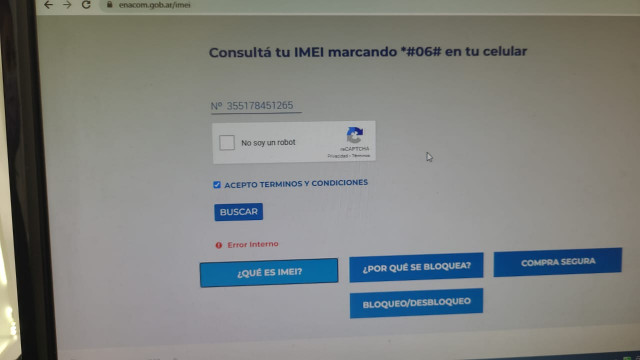 enacom.gob.ar/imei
Consultá tu IMEI marcando *#06# en tu celular
Nº 355178451265
No soy un robot
reCAPTCHA
Privacidad - Términos
ACEPTO TERMINOS Y CONDICIONES
BUSCAR
Error Interno
¿QUÉ ES IMEI?
¿POR QUÉ SE BLOQUEA?
COMPRA SEGURA
BLOQUEO/DESBLOQUEO